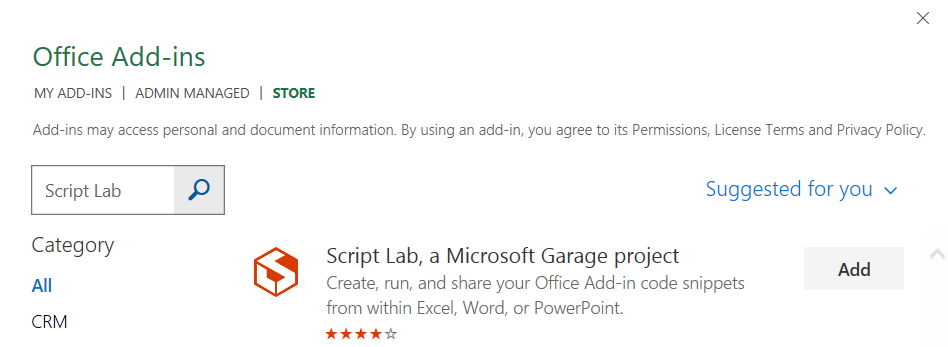 Office Add-ins
MY ADD-INS | ADMIN MANAGED | STORE
Add-ins may access personal and document information. By using an add-in, you agree to its Permissions, License Terms and Privacy Policy.
Script Lab
Suggested for you
Category
All
CRM
Script Lab, a Microsoft Garage project
Create, run, and share your Office Add-in code snippets
from within Excel, Word, or PowerPoint.
Add